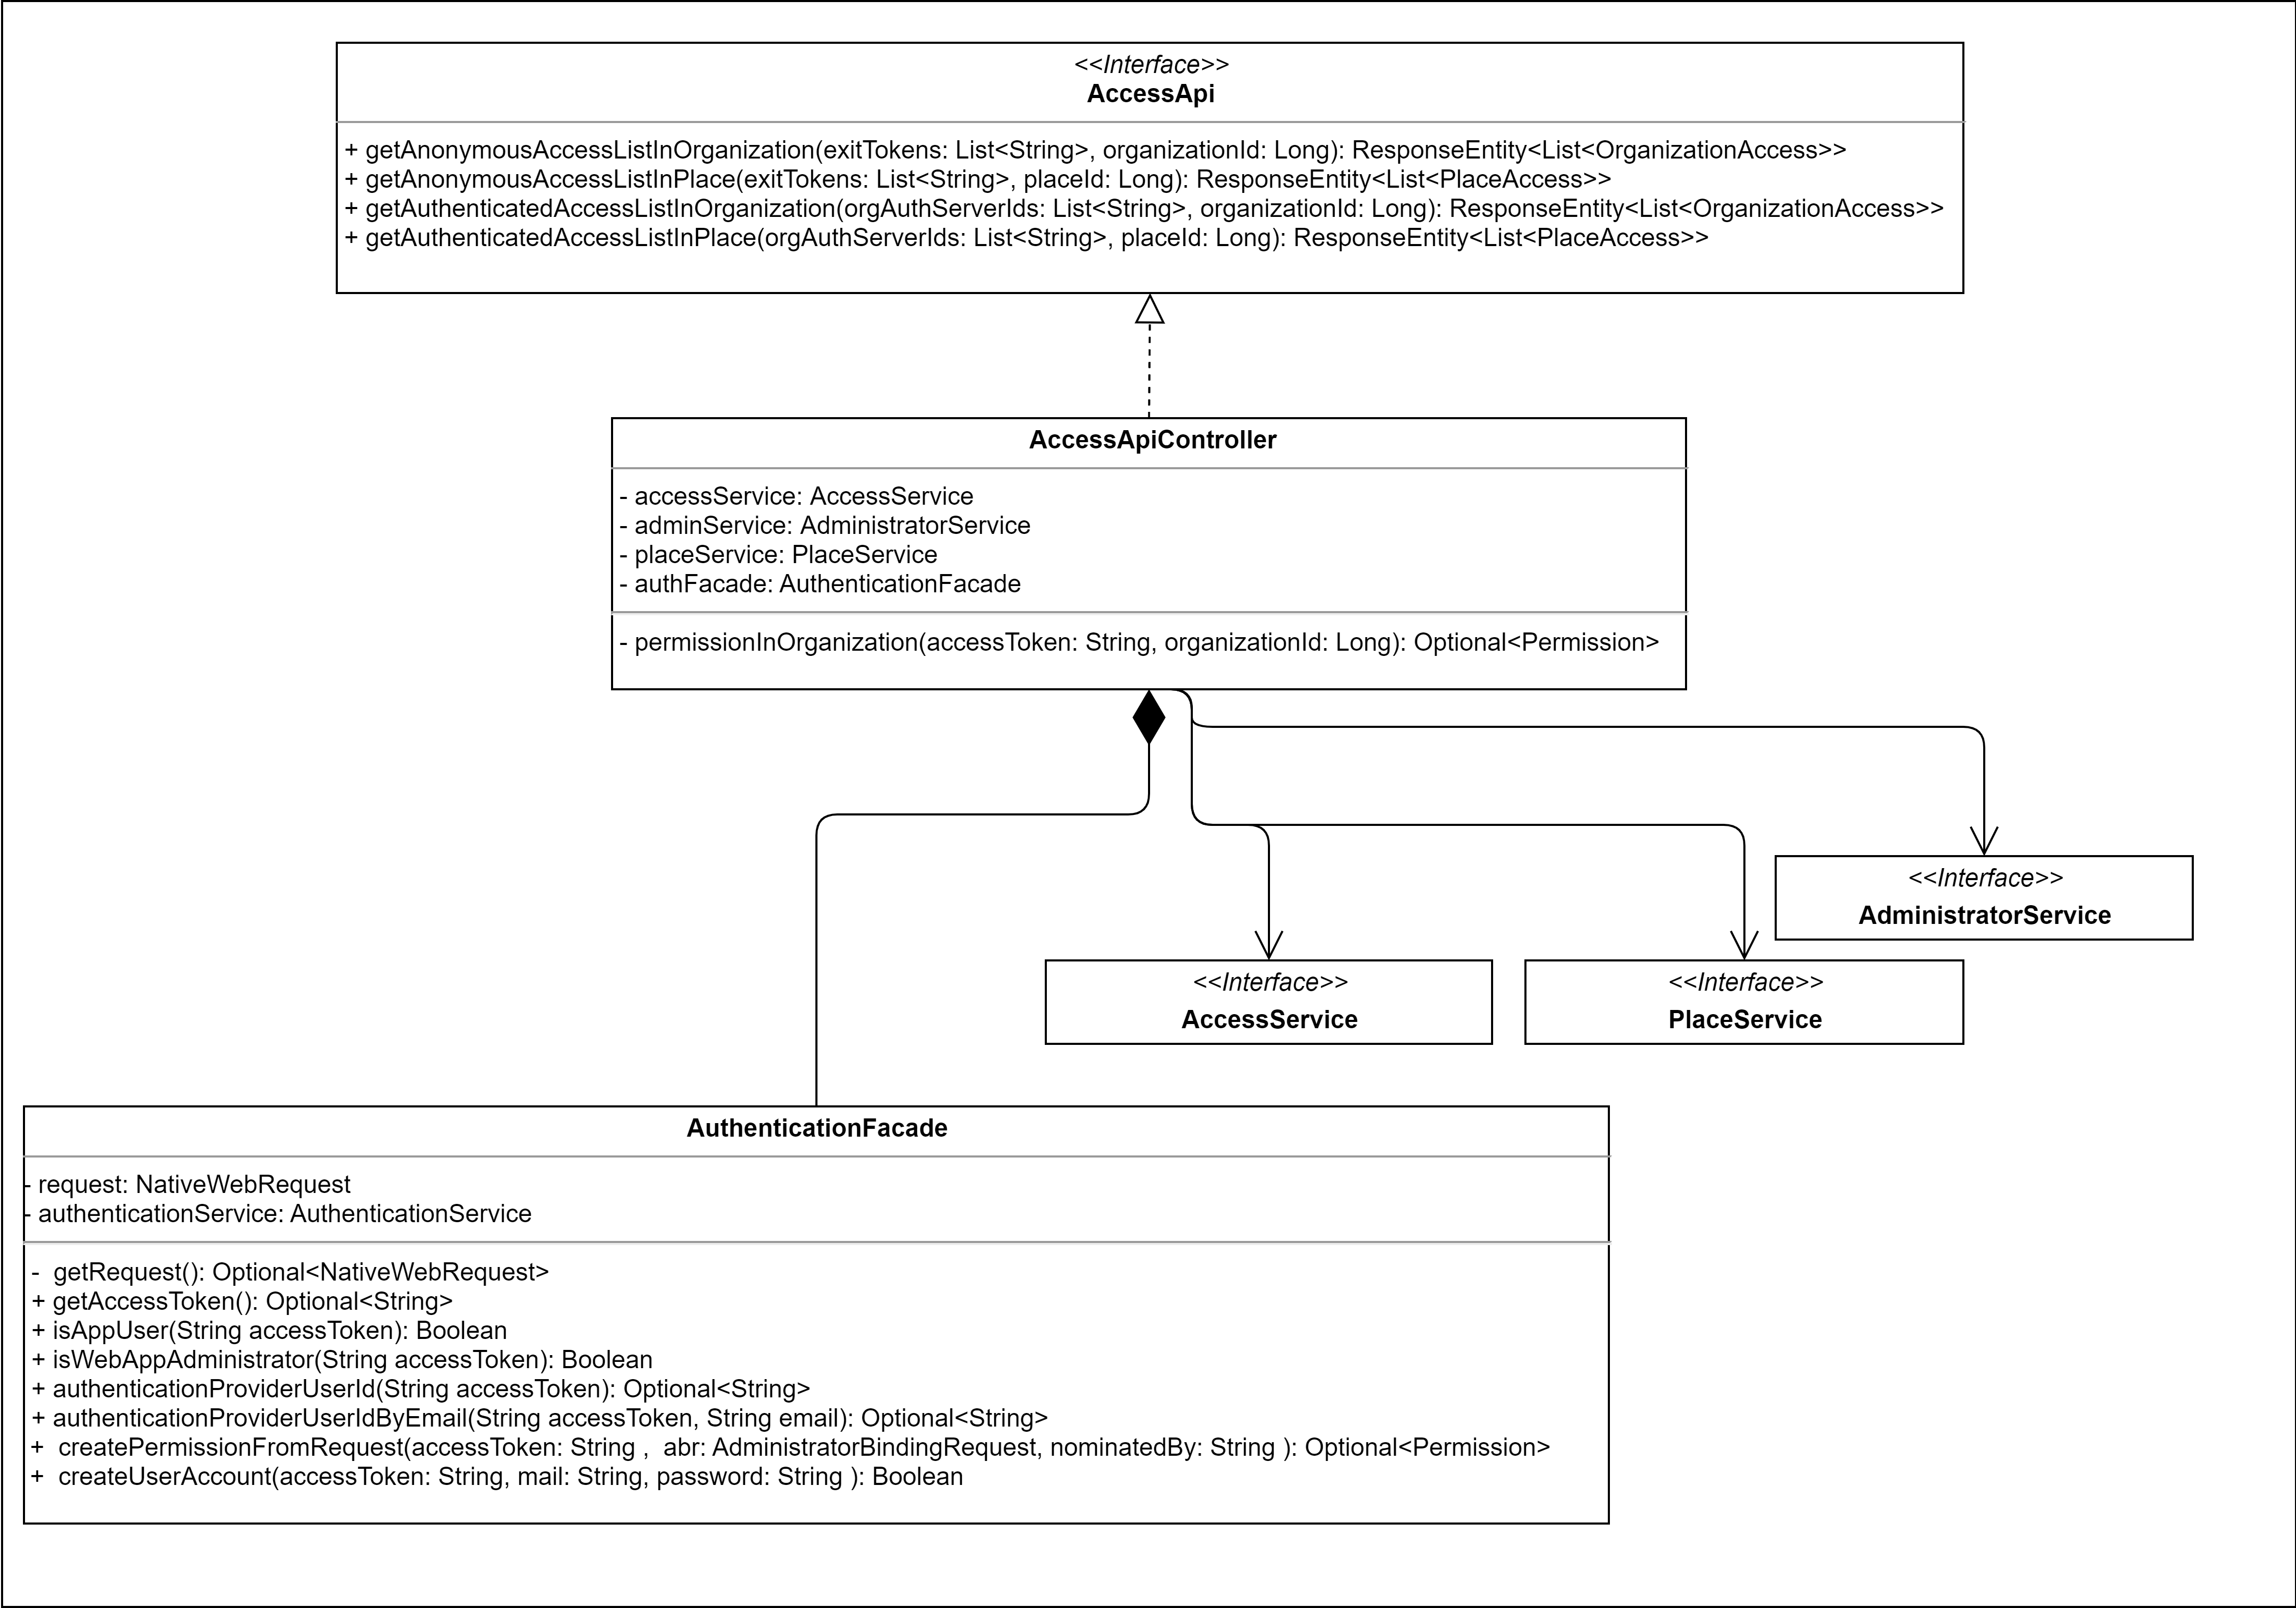 <<Interface>>
AccessApi
+ getAnonymousAccessListInOrganization(exitTokens: List<String>, organizationId: Long): ResponseEntity<List<OrganizationAccess>>
+ getAnonymousAccessListInPlace(exitTokens: List<String>, placeId: Long): ResponseEntity<List<PlaceAccess>>
+ getAuthenticatedAccessListInOrganization(orgAuthServerIds: List<String>, organizationId: Long): ResponseEntity<List<OrganizationAccess>>
+ getAuthenticatedAccessListInPlace(orgAuthServerIds: List<String>, placeId: Long): ResponseEntity<List<PlaceAccess>>
AccessApiController
- accessService: AccessService
- adminService: AdministratorService
- placeService: PlaceService
- authFacade: AuthenticationFacade
- permissionInOrganization(accessToken: String, organizationId: Long): Optional<Permission>
<<Interface>>
AdministratorService
<<Interface>>
AccessService
<<Interface>>
PlaceService
AuthenticationFacade
- request: NativeWebRequest
- authenticationService: AuthenticationService
-  getRequest(): Optional<NativeWebRequest>
+ getAccessToken(): Optional<String>
+ isAppUser(String accessToken): Boolean
+ isWebAppAdministrator(String accessToken): Boolean
+ authenticationProviderUserId(String accessToken): Optional<String>
+ authenticationProviderUserIdByEmail(String accessToken, String email): Optional<String>
+  createPermissionFromRequest(accessToken: String ,  abr: AdministratorBindingRequest, nominatedBy: String ): Optional<Permission>
+  createUserAccount(accessToken: String, mail: String, password: String ): Boolean